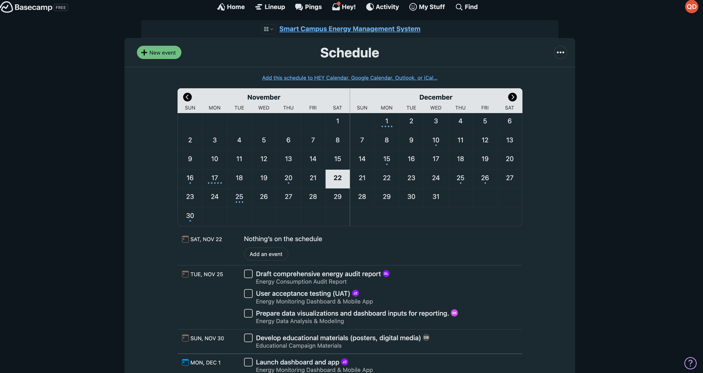 Basecamp FREE
Home Lineup Pings Hey! Activity My Stuff Find
QD
Smart Campus Energy Management System
+ New event
Schedule
Add this schedule to HEY Calendar, Google Calendar, Outlook, or iCal...
November December
SUN MON TUE WED THU FRI SAT SUN MON TUE WED THU FRI SAT
1 1 2 3 4 5 6
2 3 4 5 6 7 8 7 8 9 10 11 12 13
9 10 11 12 13 14 15 14 15 16 17 18 19 20
16 17 18 19 20 21 22 21 22 23 24 25 26 27
23 24 25 26 27 28 29 28 29 30 31
30
SAT, NOV 22 Nothing's on the schedule
Add an event
TUE, NOV 25 Draft comprehensive energy audit report
Energy Consumption Audit Report
User acceptance testing (UAT)
Energy Monitoring Dashboard & Mobile App
Prepare data visualizations and dashboard inputs for reporting.
Energy Data Analysis & Modeling
SUN, NOV 30 Develop educational materials (posters, digital media)
Educational Campaign Materials
MON, DEC 1 Launch dashboard and app
Energy Monitoring Dashboard & Mobile App
?